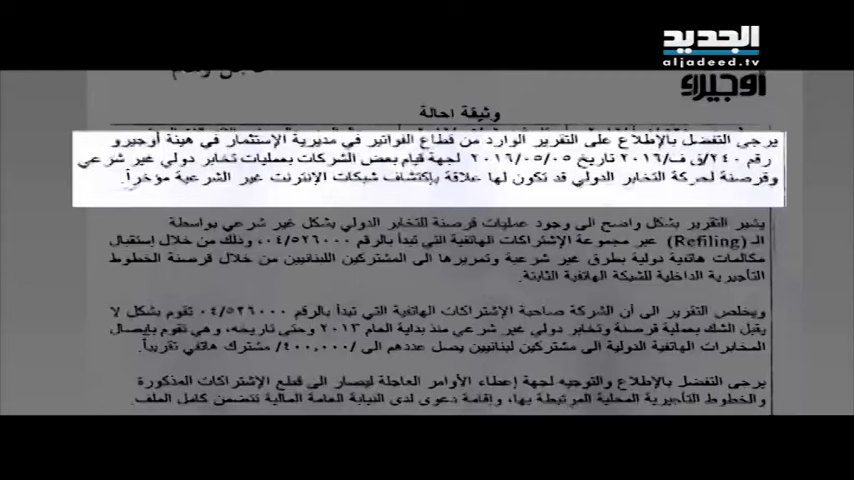 الجديد
aljadeed.tv
أوجيرو
وثيقة احالة
يرجى التفضل بالإطلاع على التقرير الوارد من قطاع الفواتير في مديرية الإستثمار في هيئة أوجيرو
رقم ٢٤٠/ق ف/٢٠١٦ تاريخ ٢٠١٦/٠٥/٠٥ لجهة قيام بعض الشركات بعمليات تخابر دولي غير شرعي
وقرصنة لحركة التخابر الدولي قد تكون لها علاقة بإكتشاف شبكات الإنترنت غير الشرعية مؤخراً.
يشير التقرير بشكل واضح الى وجود عمليات قرصنة للتخابر الدولي بشكل غير شرعي بواسطة
الـ (Refiling) عبر مجموعة الإشتراكات الهاتفية التي تبدأ بالرقم ٠٤/٥٢٦٠٠٠، وذلك من خلال إستقبال
مكالمات هاتفية دولية بطرق غير شرعية وتمريرها الى المشتركين اللبنانيين من خلال قرصنة الخطوط
التأجيرية الداخلية للشبكة الهاتفية الثابتة.
ويخلص التقرير الى أن الشركة صاحبة الإشتراكات الهاتفية التي تبدأ بالرقم ٠٤/٥٢٦٠٠٠ تقوم بشكل لا
يقبل الشك بعملية قرصنة وتخابر دولي غير شرعي منذ بداية العام ٢٠١٣ وحتى تاريخه، وهي تقوم بإيصال
المخابرات الهاتفية الدولية الى مشتركين لبنانيين يصل عددهم الى /٤٠٠,٠٠٠/ مشترك هاتفي تقريباً.
يرجى التفضل بالإطلاع والتوجيه لجهة إعطاء الأوامر العاجلة ليصار الى قطع الإشتراكات المذكورة
والخطوط التأجيرية المحلية المرتبطة بها، وإقامة دعوى لدى النيابة العامة المالية تتضمن كامل الملف.